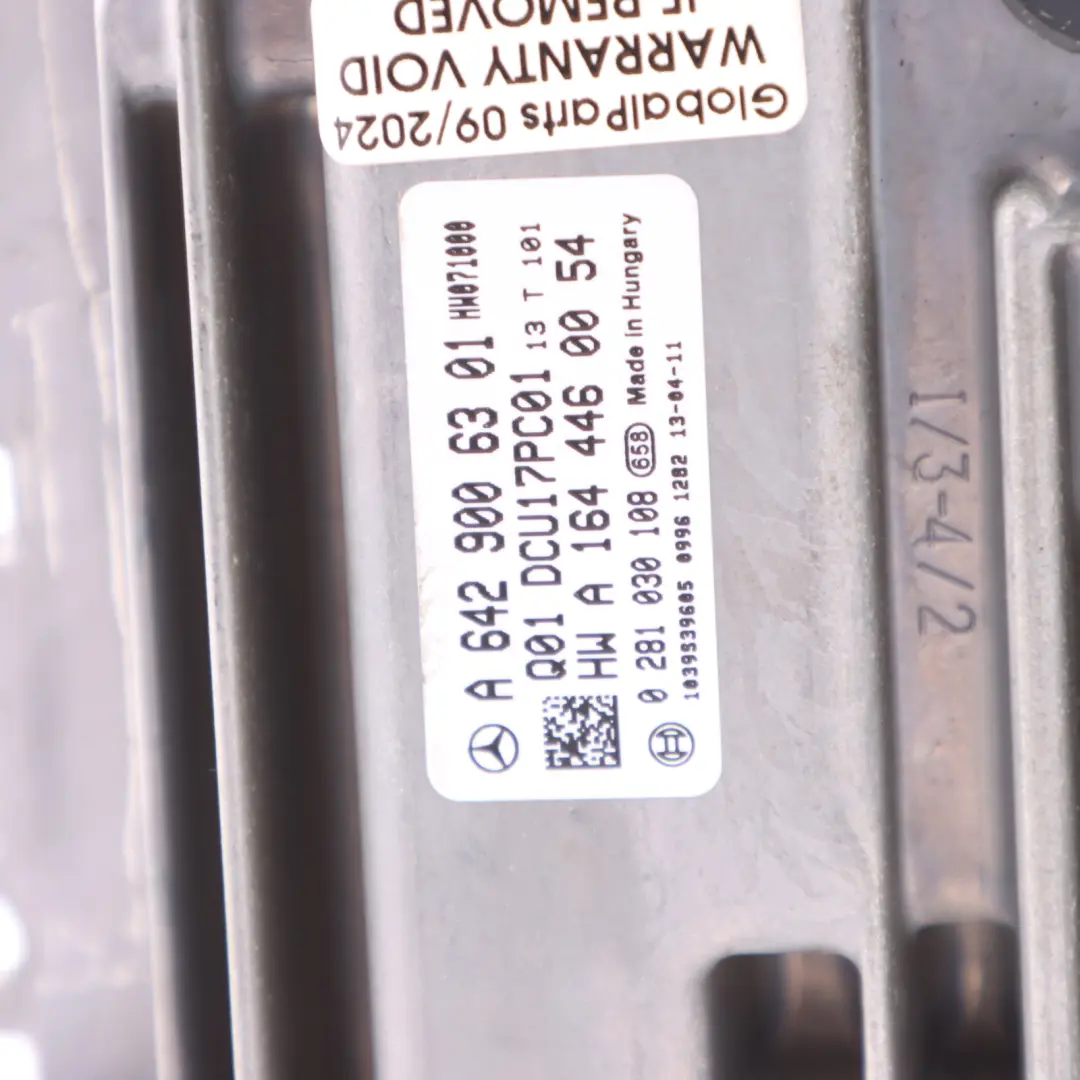 GlobalParts 09/2024
WARRANTY VOID
IF REMOVED
A 642 900 63 01 HW071000
Q01 DCU17PC01 13 T 101
HW A 164 446 00 54
0 281 030 108 658 Made in Hungary
1039S39605 0996 1282 13-04-11
1/3-4/2